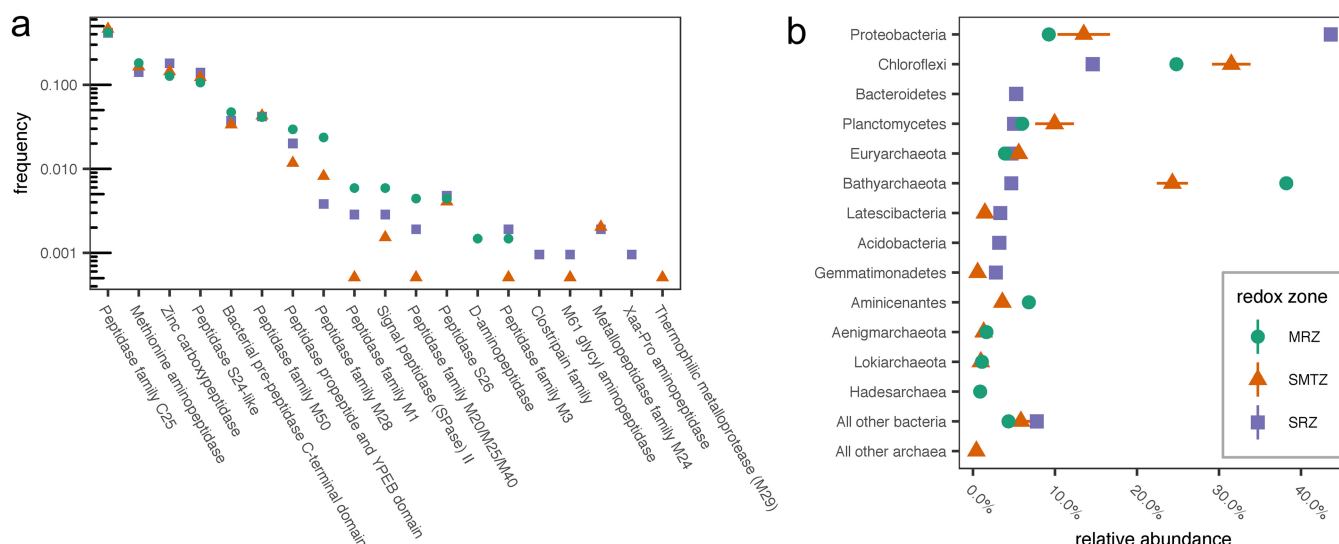 a
frequency
0.100
0.010
0.001
Peptidase family C25
Methionine aminopeptidase
Zinc carboxypeptidase
Peptidase S24-like
Bacterial pre-peptidase C-terminal domain
Peptidase family M50
Peptidase propeptide and YPEB domain
Peptidase family M28
Peptidase family M1
Signal peptidase (SPase) II
Peptidase family M20/M25/M40
Peptidase S26
D-aminopeptidase
Peptidase family M3
Clostripain family
M61 glycyl aminopeptidase
Metallopeptidase family M24
Xaa-Pro aminopeptidase
Thermophilic metalloprotease (M29)
b
Proteobacteria
Chloroflexi
Bacteroidetes
Planctomycetes
Euryarchaeota
Bathyarchaeota
Latescibacteria
Acidobacteria
Gemmatimonadetes
Aminicenantes
Aenigmarchaeota
Lokiarchaeota
Hadesarchaea
All other bacteria
All other archaea
0.0%
10.0%
20.0%
30.0%
40.0%
relative abundance
redox zone
MRZ
SMTZ
SRZ